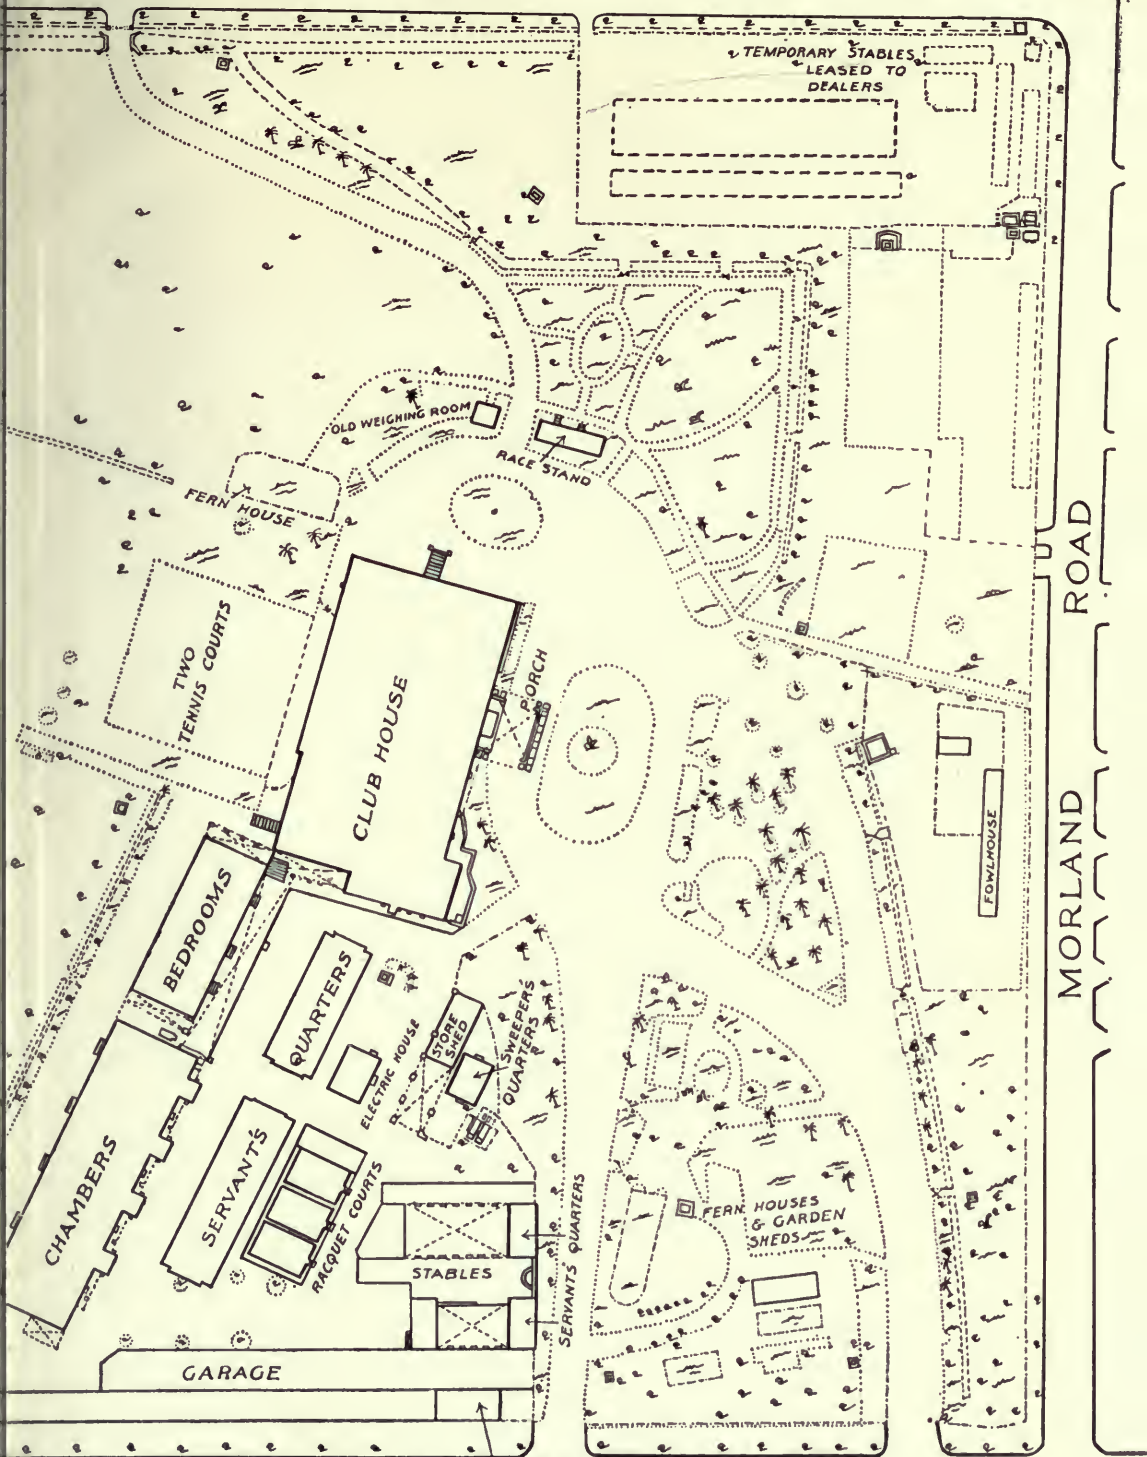 TEMPORARY STABLES
LEASED TO
DEALERS
OLD WEIGHING ROOM
RACE STAND
FERN HOUSE
TWO
TENNIS COURTS
CLUB HOUSE
PORCH
MORLAND ROAD
FOWLHOUSE
BEDROOMS
QUARTERS
ELECTRIC HOUSE
STORE
SHED
SWEEPER'S
QUARTERS
CHAMBERS
SERVANT'S
RACQUET COURTS
STABLES
SERVANTS QUARTERS
FERN HOUSES
& GARDEN
SHEDS
GARAGE